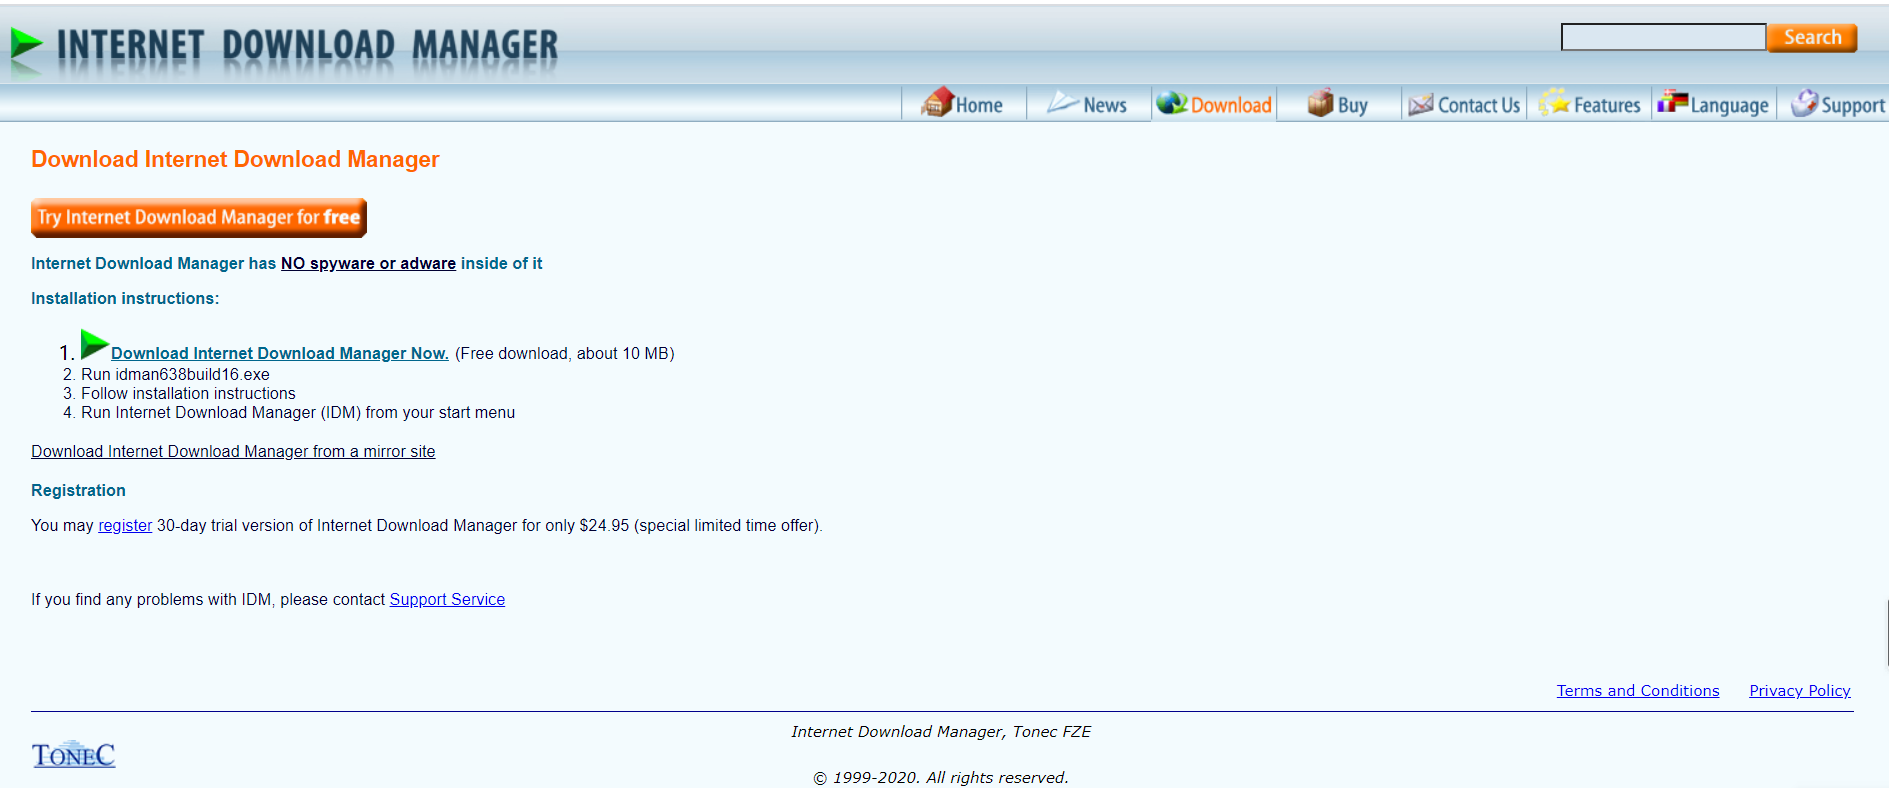 INTERNET DOWNLOAD MANAGER
Search
Home
News
Download
Buy
Contact Us
Features
Language
Support
Download Internet Download Manager
Try Internet Download Manager for free
Internet Download Manager has NO spyware or adware inside of it
Installation instructions:
1. Download Internet Download Manager Now. (Free download, about 10 MB)
2. Run idman638build16.exe
3. Follow installation instructions
4. Run Internet Download Manager (IDM) from your start menu
Download Internet Download Manager from a mirror site
Registration
You may register 30-day trial version of Internet Download Manager for only $24.95 (special limited time offer).
If you find any problems with IDM, please contact Support Service
Terms and Conditions
Privacy Policy
Internet Download Manager, Tonec FZE
TONEC
© 1999-2020. All rights reserved.